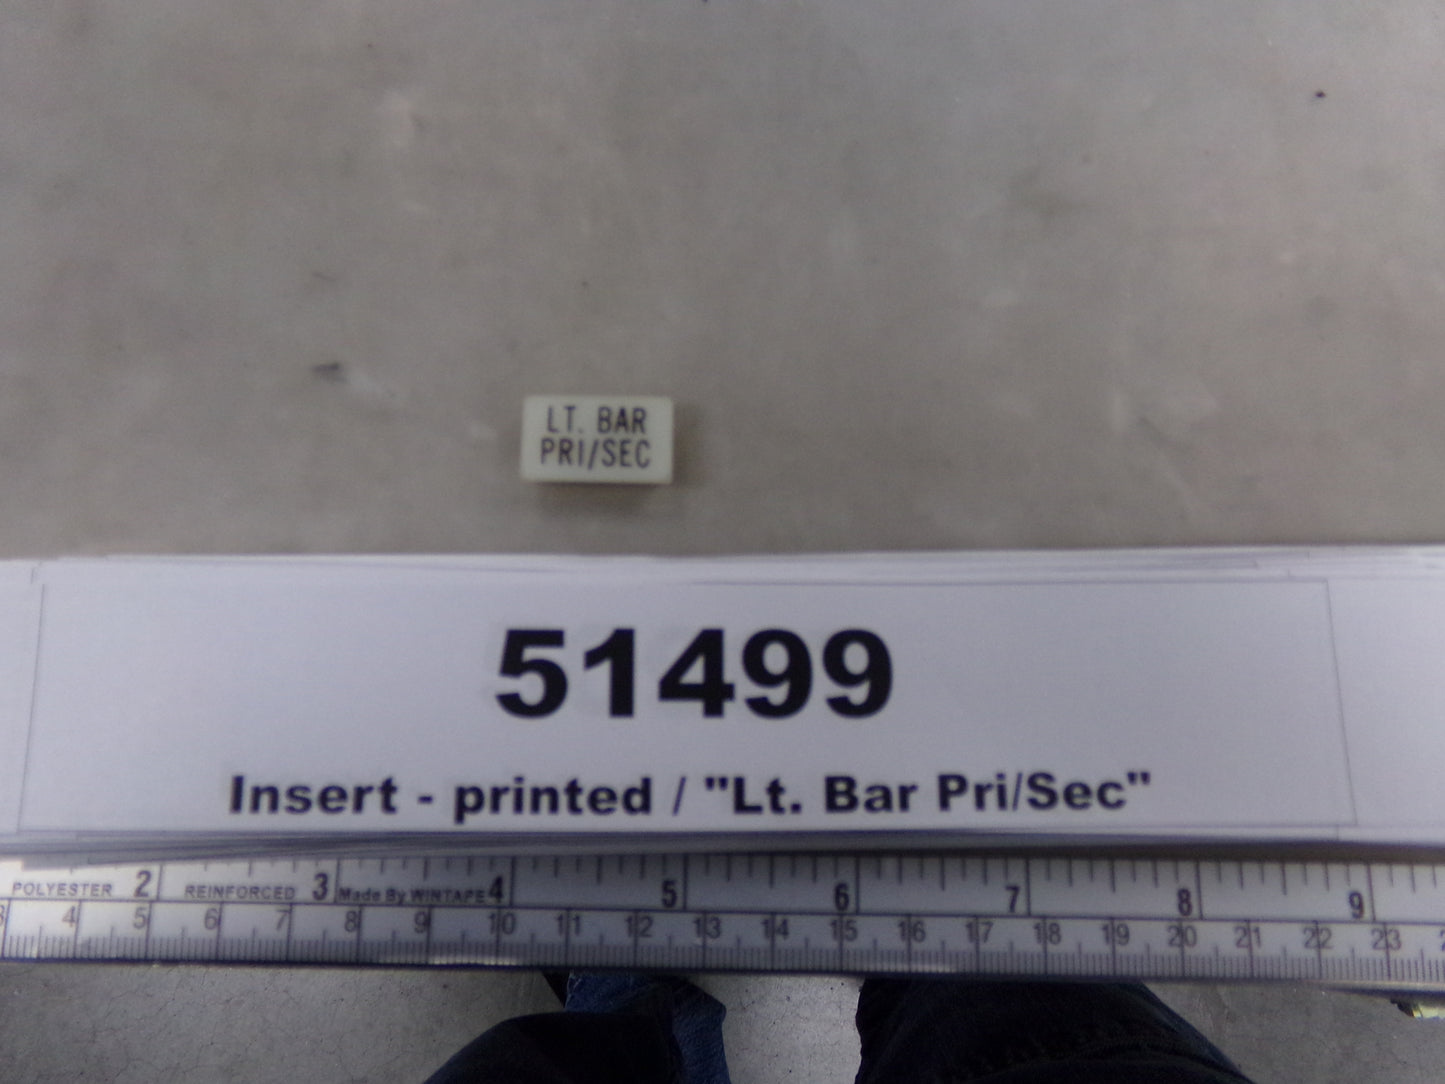 LT. BAR
PRI/SEC
51499
Insert - printed / "Lt. Bar Pri/Sec"
POLYESTER 2 REINFORCED 3 Made By WINTAPE 4 5 6 7 8 9
4 5 6 7 8 9 10 11 12 13 14 15 16 17 18 19 20 21 22 23